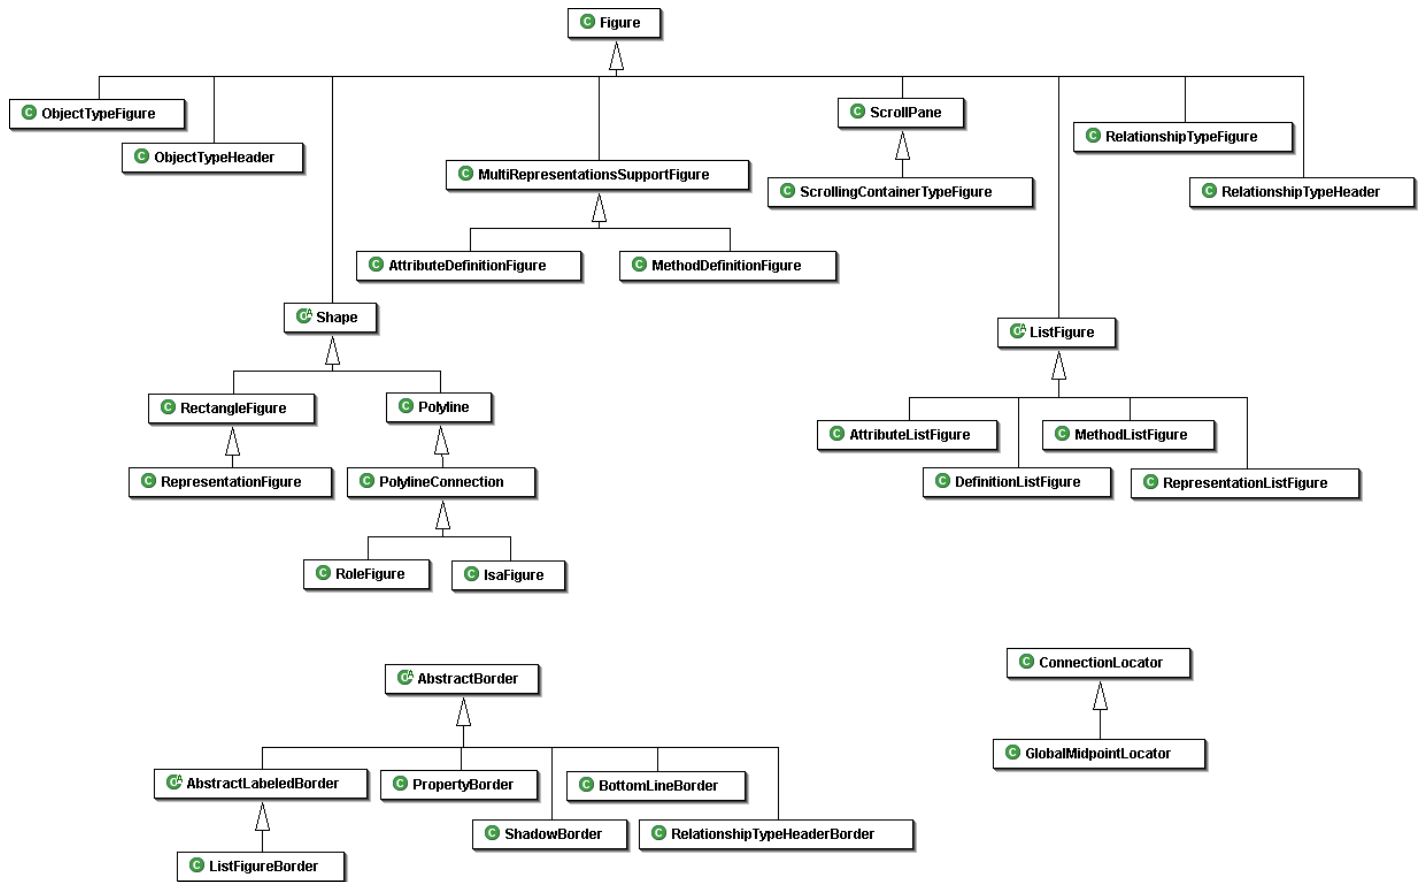 Figure
ObjectTypeFigure
ScrollPane
RelationshipTypeFigure
ObjectTypeHeader
MultiRepresentationsSupportFigure
ScrollingContainerTypeFigure
RelationshipTypeHeader
AttributeDefinitionFigure
MethodDefinitionFigure
Shape
ListFigure
RectangleFigure
Polyline
AttributeListFigure
MethodListFigure
RepresentationFigure
PolylineConnection
DefinitionListFigure
RepresentationListFigure
RoleFigure
IsaFigure
ConnectionLocator
AbstractBorder
GlobalMidpointLocator
AbstractLabeledBorder
PropertyBorder
BottomLineBorder
ShadowBorder
RelationshipTypeHeaderBorder
ListFigureBorder